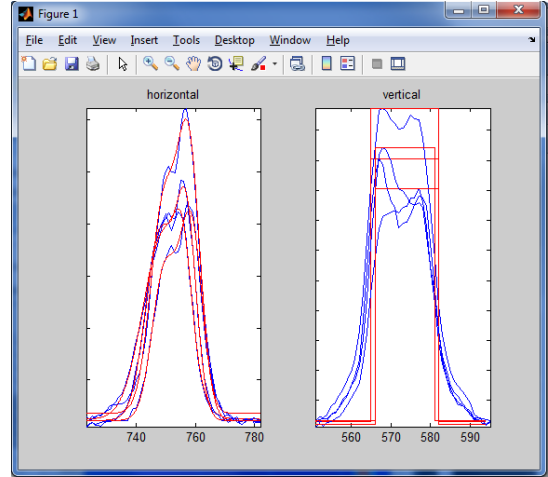 Figure 1
File Edit View Insert Tools Desktop Window Help
horizontal vertical
740 760 780 560 570 580 590